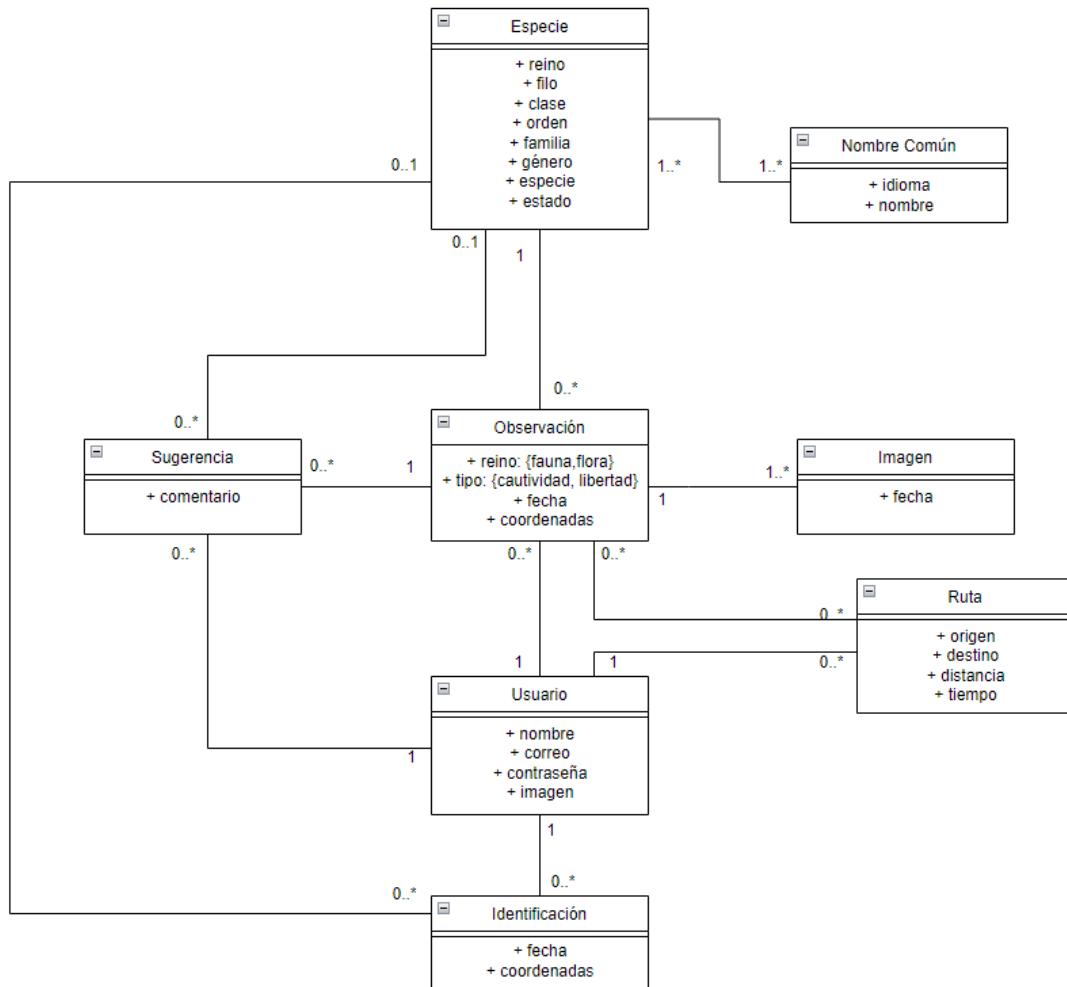 Especie
+ reino
+ filo
+ clase
+ orden
+ familia
+ género
+ especie
+ estado
0..1
1..*
1..*
Nombre Común
+ idioma
+ nombre
0..1
1
0..*
0..*
Sugerencia
+ comentario
0..*
1
Observación
+ reino: {fauna,flora}
+ tipo: {cautividad, libertad}
+ fecha
+ coordenadas
1
1..*
Imagen
+ fecha
0..*
0..*
0..*
0..*
Ruta
+ origen
+ destino
+ distancia
+ tiempo
1
1
0..*
Usuario
+ nombre
+ correo
+ contraseña
+ imagen
1
1
0..*
0..*
Identificación
+ fecha
+ coordenadas